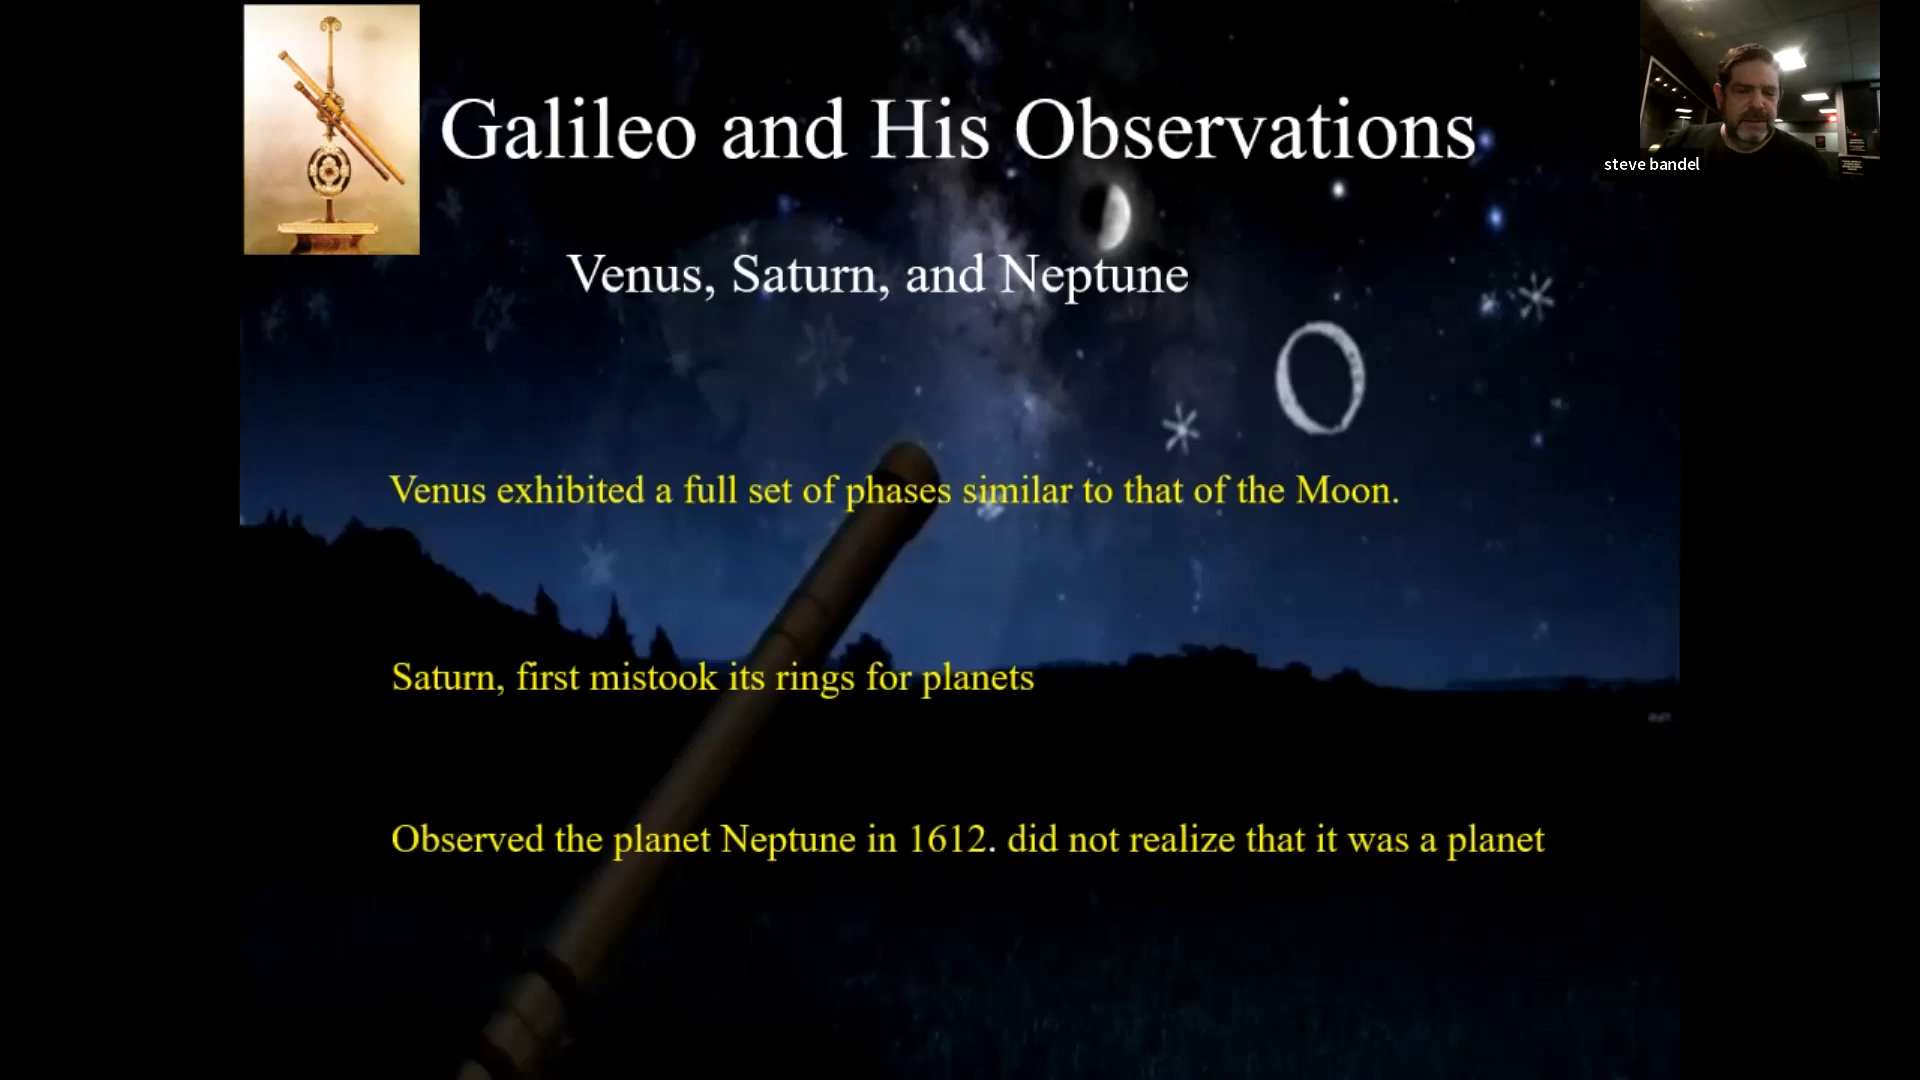 Galileo and His Observations
steve bandel
Venus, Saturn, and Neptune
Venus exhibited a full set of phases similar to that of the Moon.
Saturn, first mistook its rings for planets
Observed the planet Neptune in 1612. did not realize that it was a planet